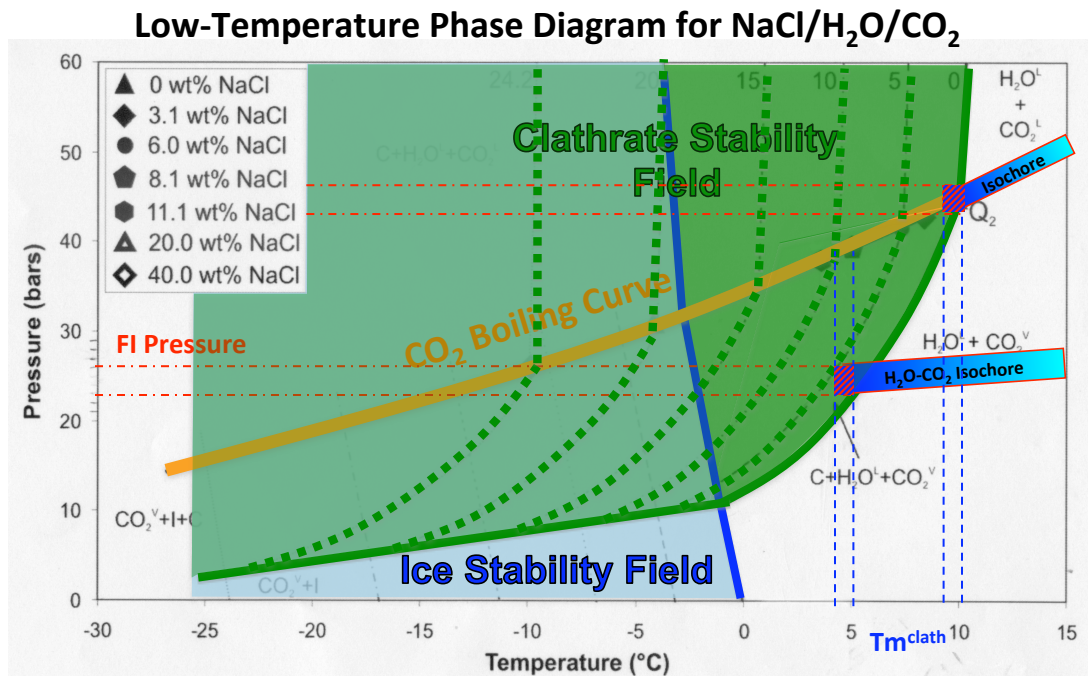 Low-Temperature Phase Diagram for NaCl/H₂O/CO₂
60
50
40
30
20
10
0
Pressure (bars)
0 wt% NaCl
3.1 wt% NaCl
6.0 wt% NaCl
8.1 wt% NaCl
11.1 wt% NaCl
20.0 wt% NaCl
40.0 wt% NaCl
24.2
20
15
10
5
0
H₂Oᴸ
+
CO₂ᴸ
Clathrate Stability
Field
Isochore
Q₂
CO₂ Boiling Curve
FI Pressure
H₂Oᴸ + CO₂ⱽ
H₂O-CO₂ Isochore
C+H₂Oᴸ+CO₂ⱽ
CO₂ⱽ+I+C
CO₂ⱽ+I
Ice Stability Field
-30
-25
-20
-15
-10
-5
0
5
10
15
Tm^clath
Temperature (°C)